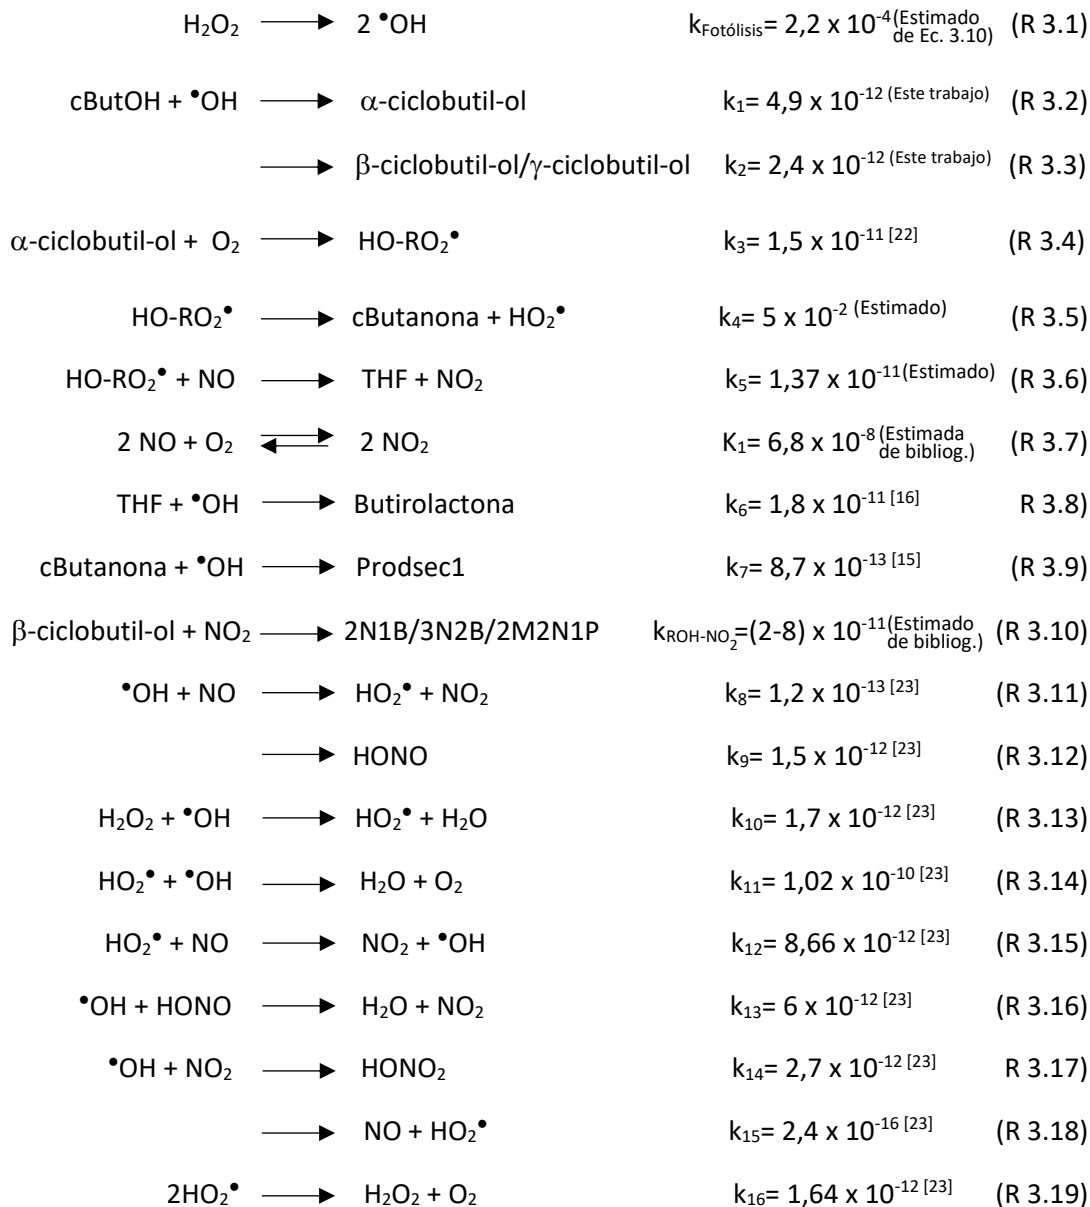 H₂O₂ ⟶ 2 •OH k_Fotólisis= 2,2 x 10⁻⁴ (Estimado de Ec. 3.10) (R 3.1)
cButOH + •OH ⟶ α-ciclobutil-ol k₁= 4,9 x 10⁻¹² (Este trabajo) (R 3.2)
⟶ β-ciclobutil-ol/γ-ciclobutil-ol k₂= 2,4 x 10⁻¹² (Este trabajo) (R 3.3)
α-ciclobutil-ol + O₂ ⟶ HO-RO₂• k₃= 1,5 x 10⁻¹¹ [22] (R 3.4)
HO-RO₂• ⟶ cButanona + HO₂• k₄= 5 x 10⁻² (Estimado) (R 3.5)
HO-RO₂• + NO ⟶ THF + NO₂ k₅= 1,37 x 10⁻¹¹ (Estimado) (R 3.6)
2 NO + O₂ ⇄ 2 NO₂ K₁= 6,8 x 10⁻⁸ (Estimada de bibliog.) (R 3.7)
THF + •OH ⟶ Butirolactona k₆= 1,8 x 10⁻¹¹ [16] R 3.8)
cButanona + •OH ⟶ Prodsec1 k₇= 8,7 x 10⁻¹³ [15] (R 3.9)
β-ciclobutil-ol + NO₂ ⟶ 2N1B/3N2B/2M2N1P k_ROH-NO₂=(2-8) x 10⁻¹¹ (Estimado de bibliog.) (R 3.10)
•OH + NO ⟶ HO₂• + NO₂ k₈= 1,2 x 10⁻¹³ [23] (R 3.11)
⟶ HONO k₉= 1,5 x 10⁻¹² [23] (R 3.12)
H₂O₂ + •OH ⟶ HO₂• + H₂O k₁₀= 1,7 x 10⁻¹² [23] (R 3.13)
HO₂• + •OH ⟶ H₂O + O₂ k₁₁= 1,02 x 10⁻¹⁰ [23] (R 3.14)
HO₂• + NO ⟶ NO₂ + •OH k₁₂= 8,66 x 10⁻¹² [23] (R 3.15)
•OH + HONO ⟶ H₂O + NO₂ k₁₃= 6 x 10⁻¹² [23] (R 3.16)
•OH + NO₂ ⟶ HONO₂ k₁₄= 2,7 x 10⁻¹² [23] R 3.17)
⟶ NO + HO₂• k₁₅= 2,4 x 10⁻¹⁶ [23] (R 3.18)
2HO₂• ⟶ H₂O₂ + O₂ k₁₆= 1,64 x 10⁻¹² [23] (R 3.19)